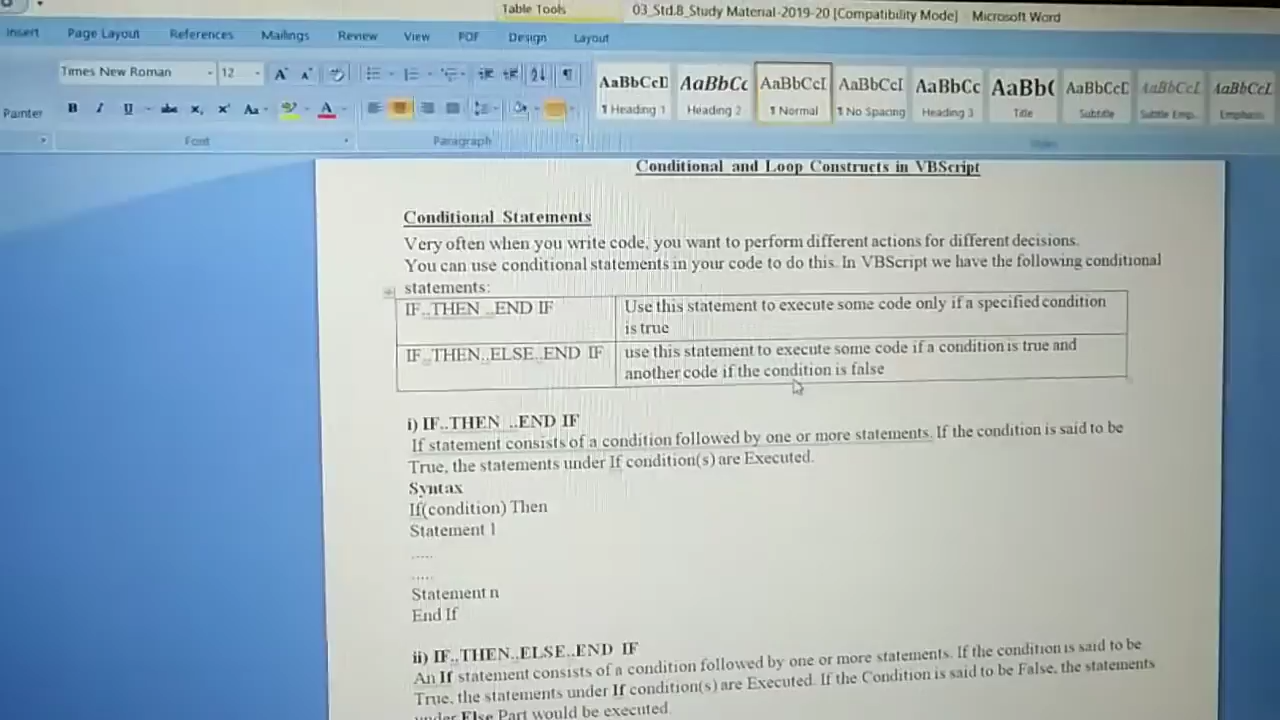 Table Tools
03_Std.8_Study Material-2019-20 [Compatibility Mode] - Microsoft Word
Insert Page Layout References Mailings Review View PDF Design Layout
Times New Roman 12
AaBbCcD AaBbCc AaBbCcI AaBbCcI AaBbCc AaBb( AaBbCcD AaBbCcL AaBbCcL
¶ Heading 1 Heading 2 ¶ Normal ¶ No Spacing Heading 3 Title Subtitle Subtle Emp... Emphasis
Painter B I U abc x, x' Aa A
Font Paragraph
Conditional and Loop Constructs in VBScript
Conditional Statements
Very often when you write code, you want to perform different actions for different decisions.
You can use conditional statements in your code to do this. In VBScript we have the following conditional
statements:
IF..THEN ..END IF
Use this statement to execute some code only if a specified condition
is true
IF..THEN..ELSE..END IF
use this statement to execute some code if a condition is true and
another code if the condition is false
i) IF..THEN ..END IF
If statement consists of a condition followed by one or more statements. If the condition is said to be
True, the statements under If condition(s) are Executed.
Syntax
If(condition) Then
Statement 1
.....
.....
Statement n
End If
ii) IF..THEN..ELSE..END IF
An If statement consists of a condition followed by one or more statements. If the condition is said to be
True, the statements under If condition(s) are Executed. If the Condition is said to be False, the statements
under Else Part would be executed.